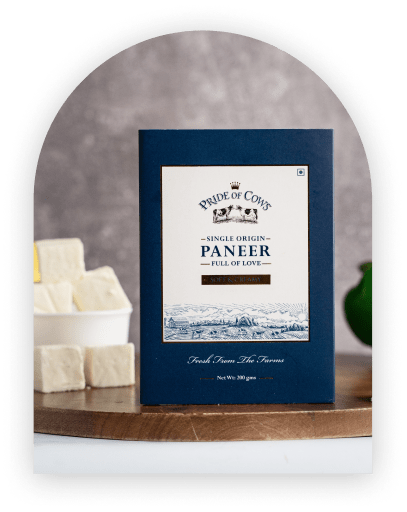 PRIDE OF COWS
SINGLE ORIGIN
PANEER
FULL OF LOVE
Fresh From The Farms
Net Wt: 200 gms